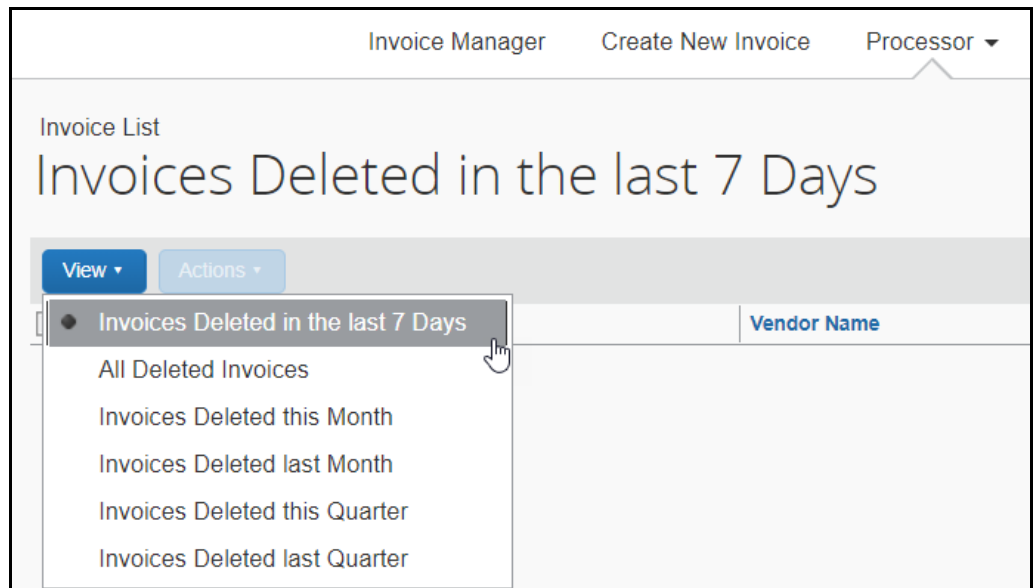 Invoice Manager Create New Invoice Processor
Invoice List
Invoices Deleted in the last 7 Days
View Actions
Invoices Deleted in the last 7 Days
Vendor Name
All Deleted Invoices
Invoices Deleted this Month
Invoices Deleted last Month
Invoices Deleted this Quarter
Invoices Deleted last Quarter